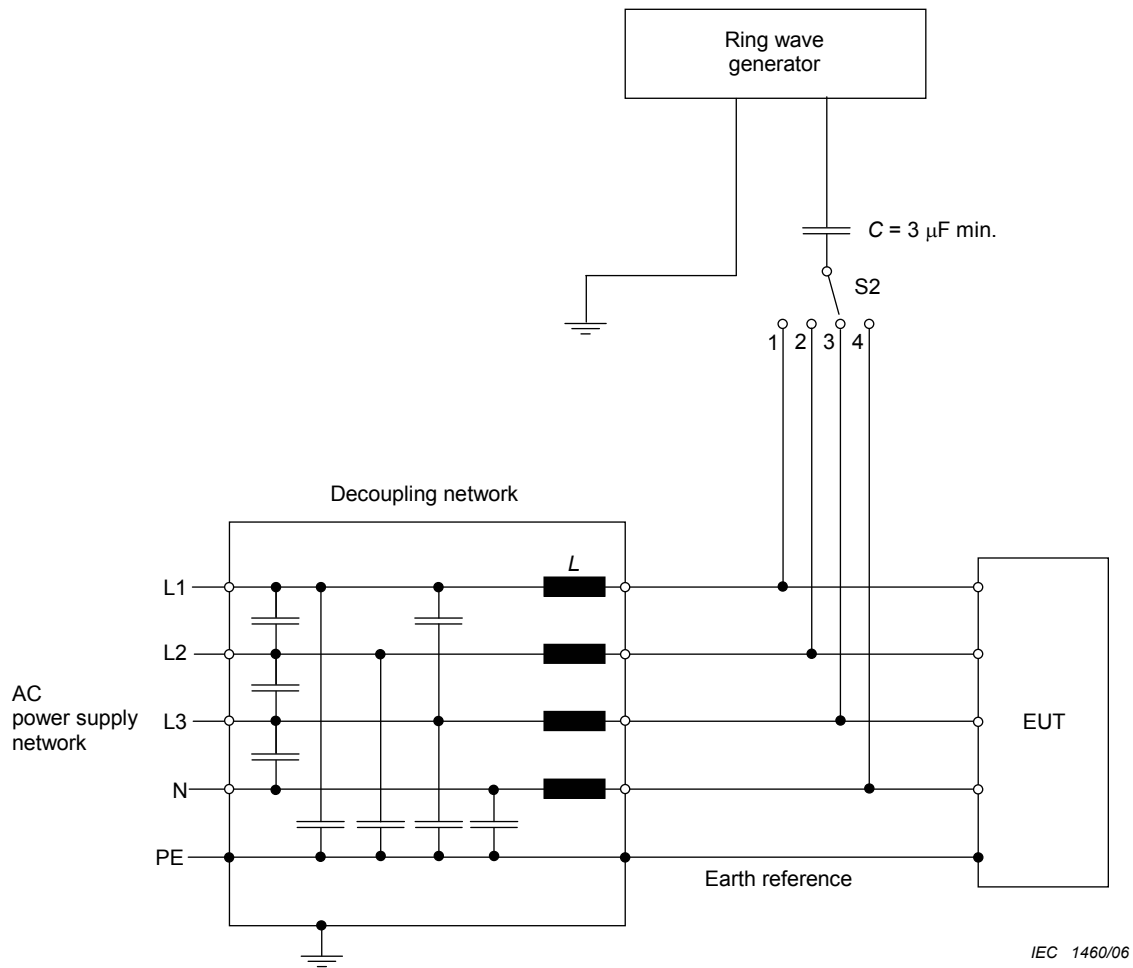 Ring wave
generator
C = 3 μF min.
S2
1 2 3 4
Decoupling network
L
L1
L2
L3
N
PE
AC
power supply
network
EUT
Earth reference
IEC 1460/06